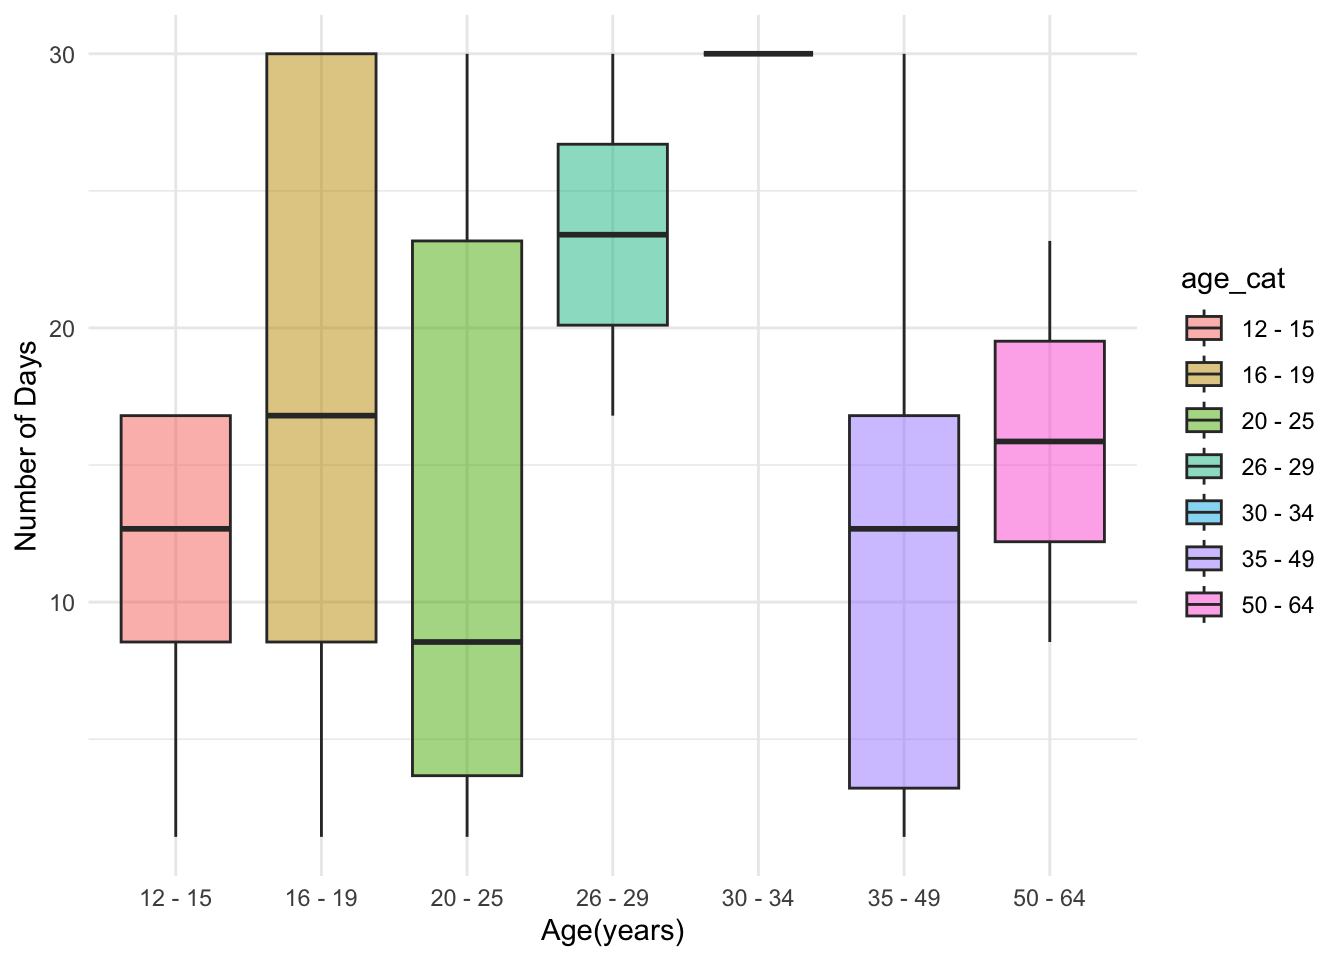 30
20
10
Number of Days
12 - 15
16 - 19
20 - 25
26 - 29
30 - 34
35 - 49
50 - 64
Age(years)
age_cat
12 - 15
16 - 19
20 - 25
26 - 29
30 - 34
35 - 49
50 - 64